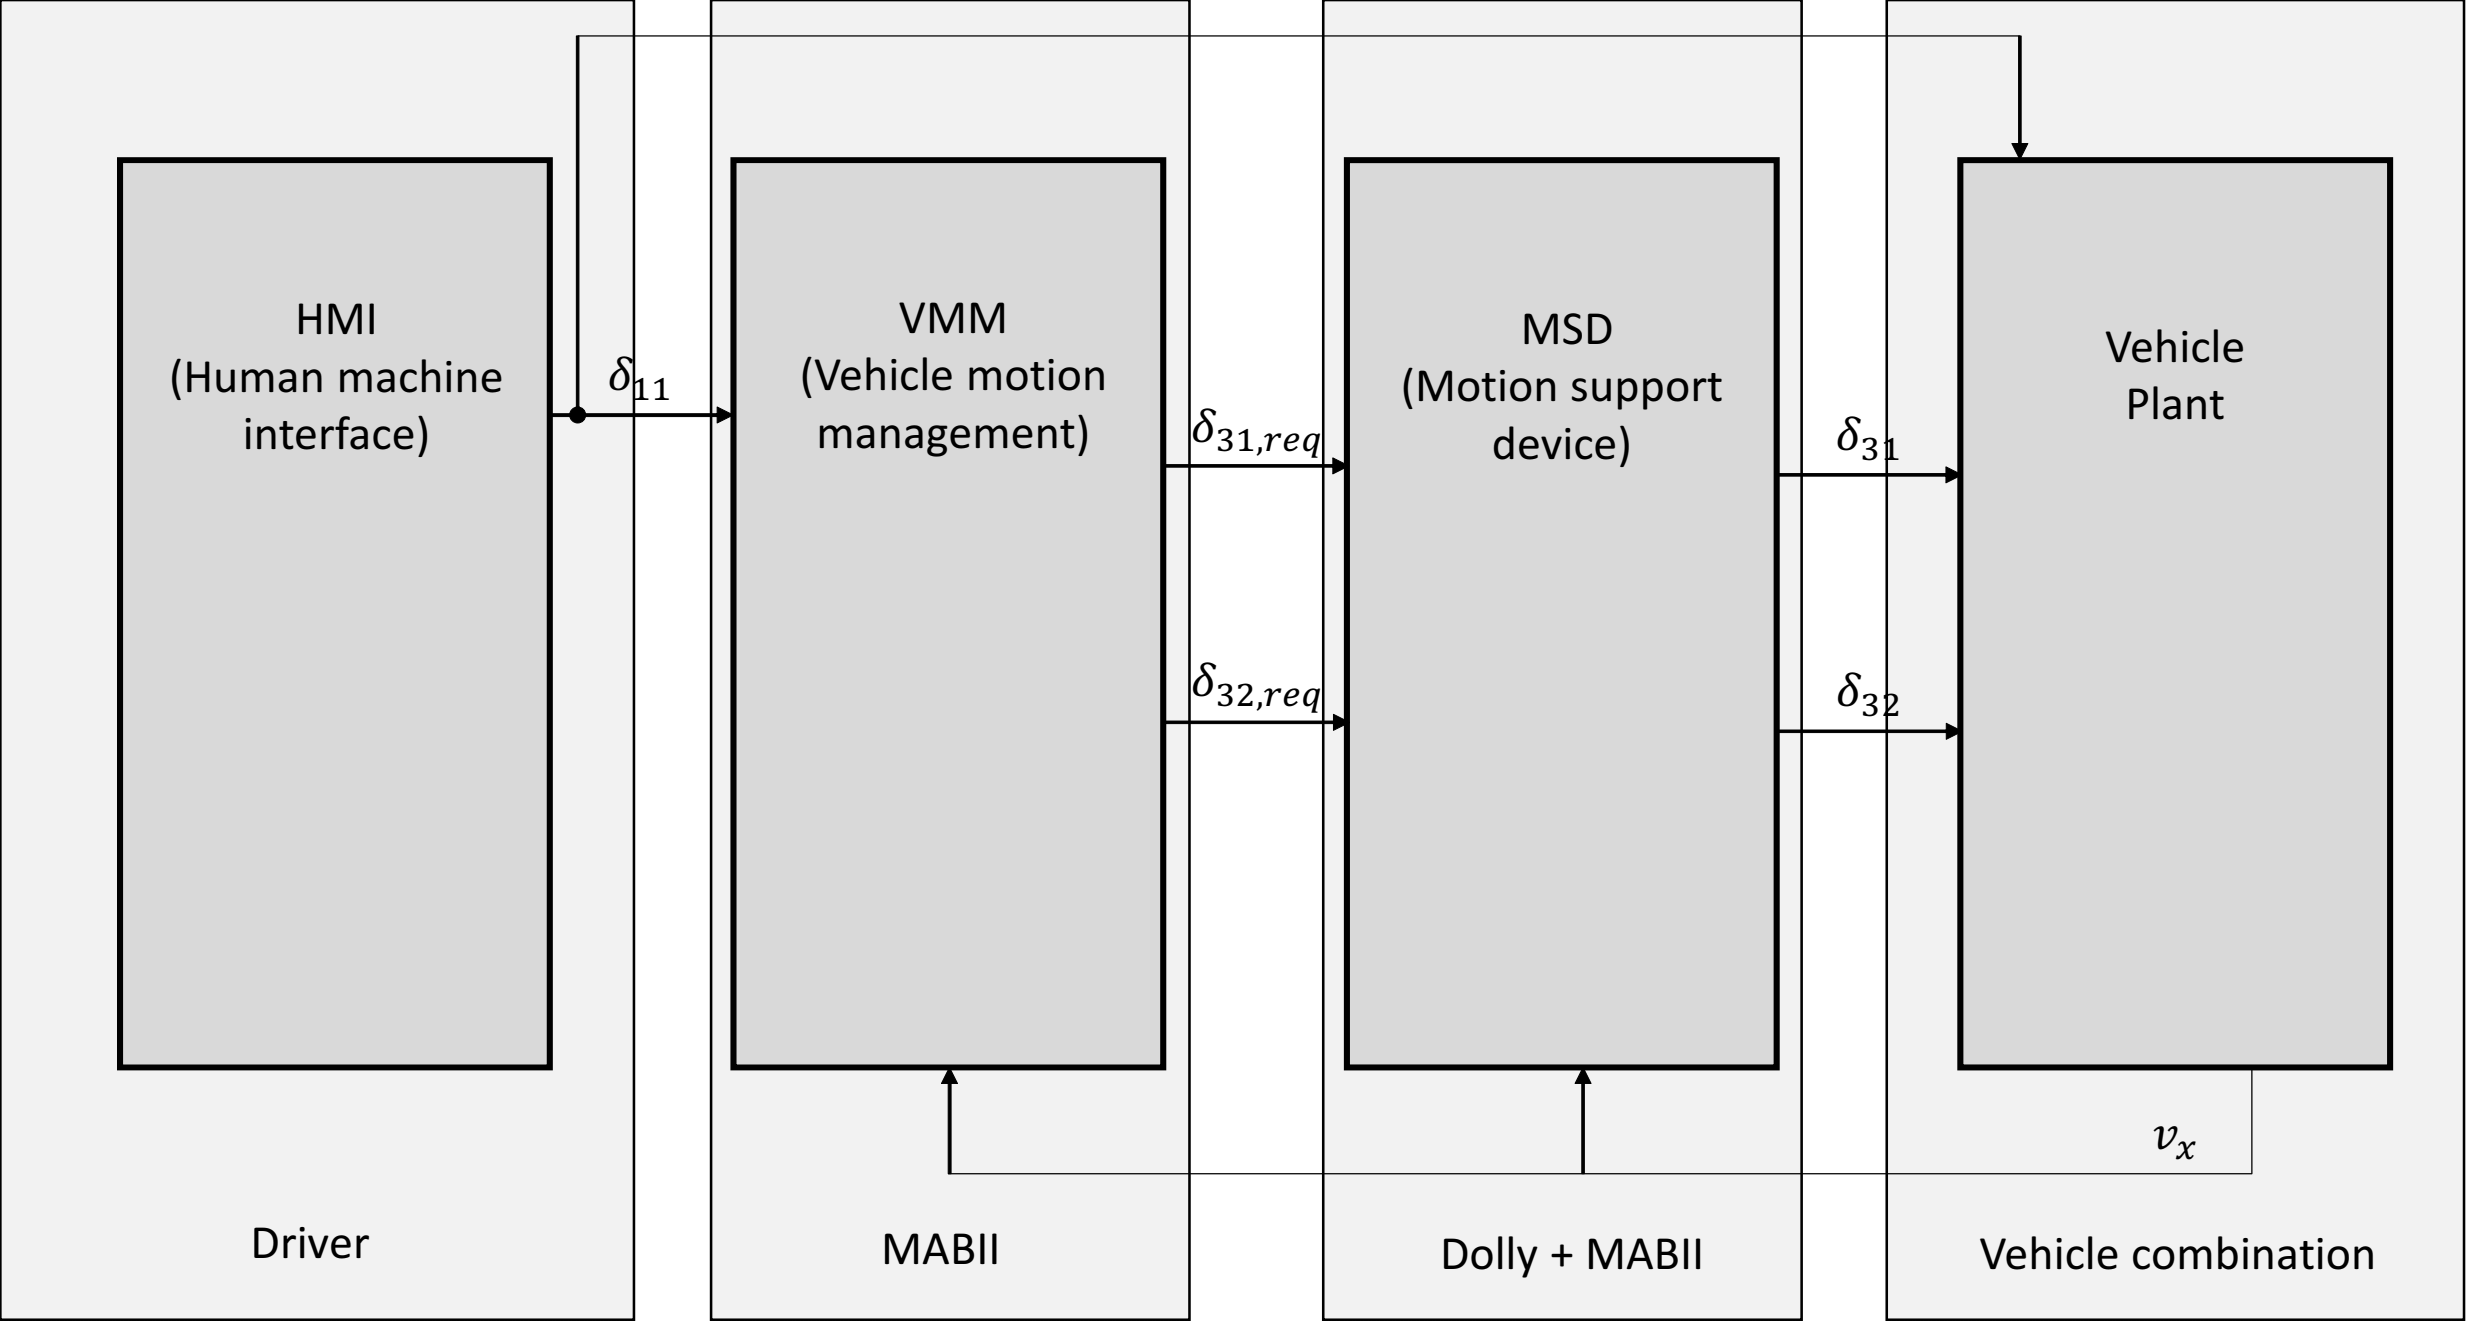 HMI
(Human machine
interface)
δ11
VMM
(Vehicle motion
management)
δ31,req
δ32,req
MSD
(Motion support
device)
δ31
δ32
Vehicle
Plant
vx
Driver
MABII
Dolly + MABII
Vehicle combination